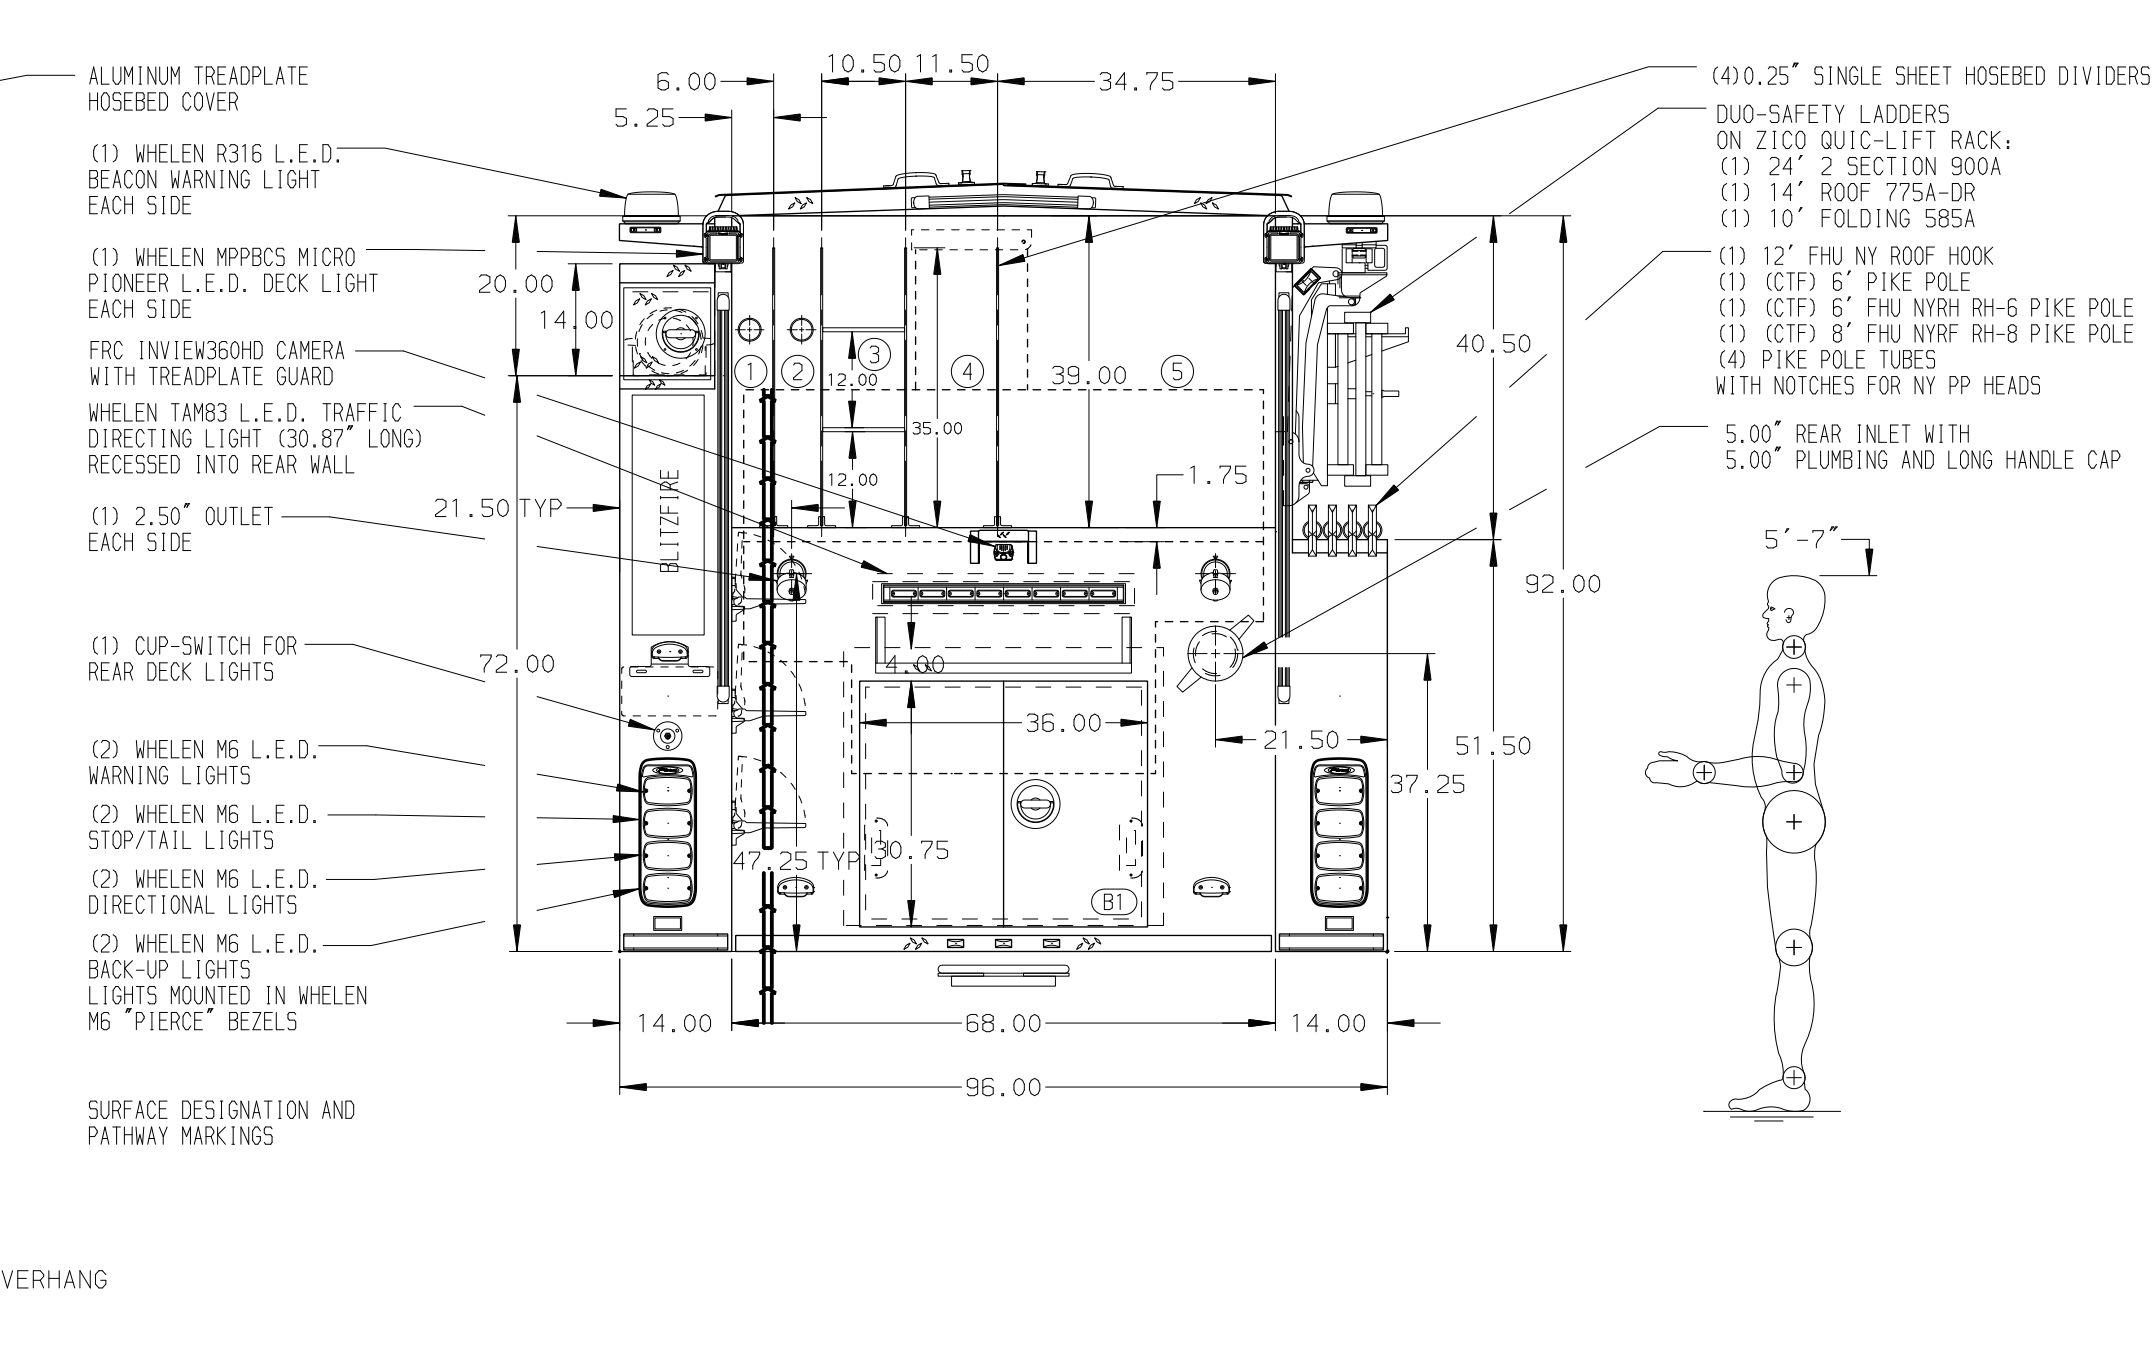 ALUMINUM TREADPLATE
HOSEBED COVER
(1) WHELEN R316 L.E.D.
BEACON WARNING LIGHT
EACH SIDE
(1) WHELEN MPPBCS MICRO
PIONEER L.E.D. DECK LIGHT
EACH SIDE
FRC INVIEW360HD CAMERA
WITH TREADPLATE GUARD
WHELEN TAM83 L.E.D. TRAFFIC
DIRECTING LIGHT (30.87" LONG)
RECESSED INTO REAR WALL
(1) 2.50" OUTLET
EACH SIDE
(1) CUP-SWITCH FOR
REAR DECK LIGHTS
(2) WHELEN M6 L.E.D.
WARNING LIGHTS
(2) WHELEN M6 L.E.D.
STOP/TAIL LIGHTS
(2) WHELEN M6 L.E.D.
DIRECTIONAL LIGHTS
(2) WHELEN M6 L.E.D.
BACK-UP LIGHTS
LIGHTS MOUNTED IN WHELEN
M6 "PIERCE" BEZELS
SURFACE DESIGNATION AND
PATHWAY MARKINGS
VERHANG
10.50 11.50
6.00
34.75
5.25
20.00
14.00
1
2
3
4
5
12.00
39.00
40.50
35.00
12.00
1.75
21.50 TYP
BLITZFIRE
92.00
4.00
72.00
36.00
21.50
51.50
37.25
47.25 TYP
30.75
B1
14.00
68.00
14.00
96.00
(4)0.25" SINGLE SHEET HOSEBED DIVIDERS
DUO-SAFETY LADDERS
ON ZICO QUIC-LIFT RACK:
(1) 24' 2 SECTION 900A
(1) 14' ROOF 775A-DR
(1) 10' FOLDING 585A
(1) 12' FHU NY ROOF HOOK
(1) (CTF) 6' PIKE POLE
(1) (CTF) 6' FHU NYRH RH-6 PIKE POLE
(1) (CTF) 8' FHU NYRF RH-8 PIKE POLE
(4) PIKE POLE TUBES
WITH NOTCHES FOR NY PP HEADS
5.00" REAR INLET WITH
5.00" PLUMBING AND LONG HANDLE CAP
5'-7"